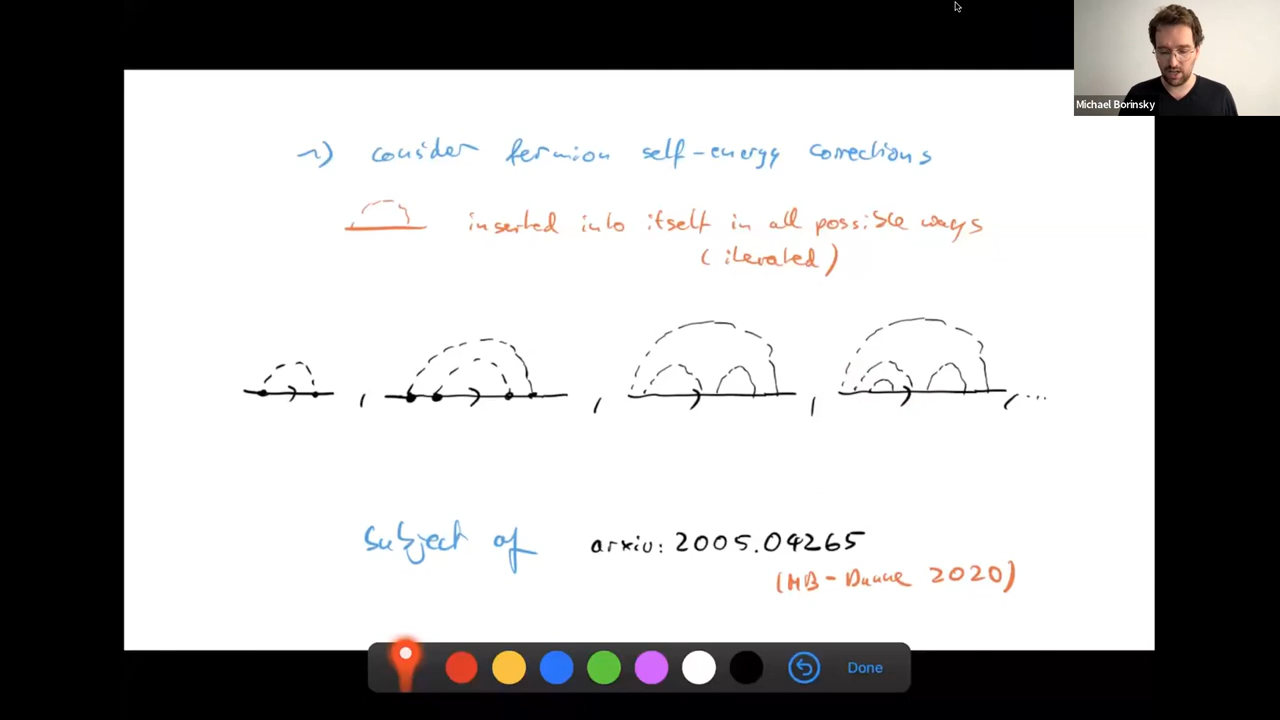 Michael Borinsky
1) consider fermion self-energy corrections
inserted into itself in all possible ways
(iterated)
, , , , ...
subject of arxiv: 2005.04265
(MB-Dunne 2020)
Done